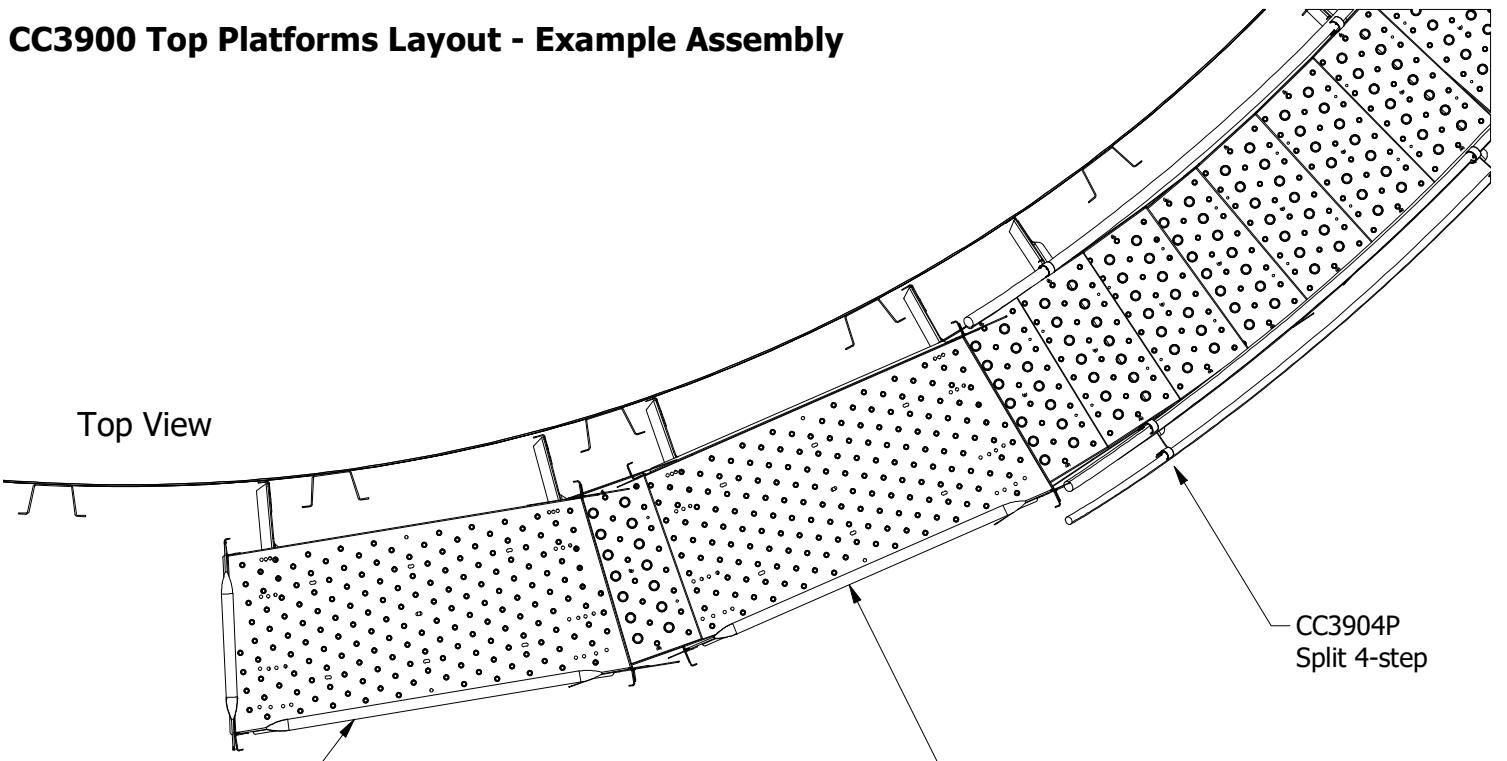 CC3900 Top Platforms Layout - Example Assembly
Top View
CC3904P
Split 4-step